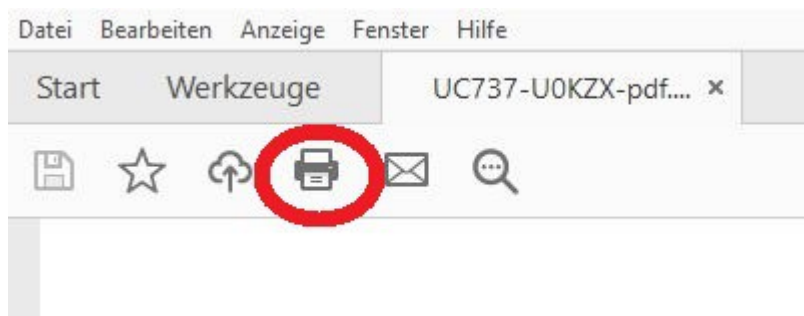 Datei Bearbeiten Anzeige Fenster Hilfe
Start Werkzeuge UC737-U0KZX-pdf.... ×